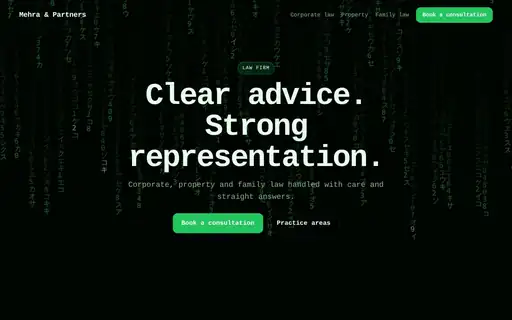 Mehra & Partners
Corporate law Property Family law Book a consultation
LAW FIRM
Clear advice.
Strong
representation.
Corporate, property and family law handled with care and
straight answers.
Book a consultation Practice areas